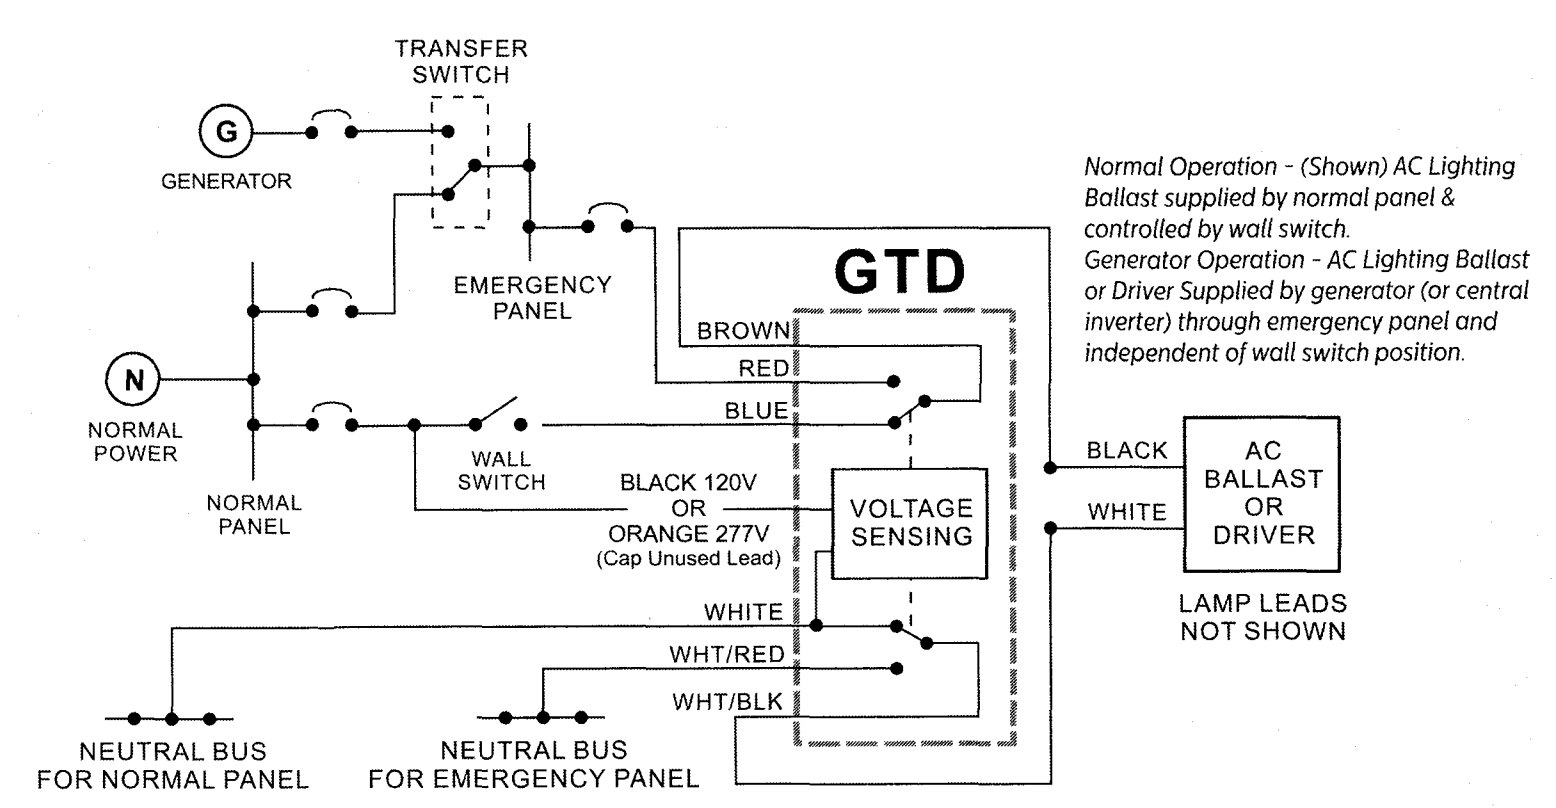 TRANSFER
SWITCH
G
GENERATOR
Normal Operation - (Shown) AC Lighting
Ballast supplied by normal panel &
controlled by wall switch.
Generator Operation - AC Lighting Ballast
or Driver Supplied by generator (or central
inverter) through emergency panel and
independent of wall switch position.
EMERGENCY
PANEL
GTD
BROWN
RED
BLUE
N
NORMAL
POWER
WALL
SWITCH
NORMAL
PANEL
BLACK 120V
OR
ORANGE 277V
(Cap Unused Lead)
VOLTAGE
SENSING
BLACK
WHITE
AC
BALLAST
OR
DRIVER
LAMP LEADS
NOT SHOWN
WHITE
WHT/RED
WHT/BLK
NEUTRAL BUS
FOR NORMAL PANEL
NEUTRAL BUS
FOR EMERGENCY PANEL